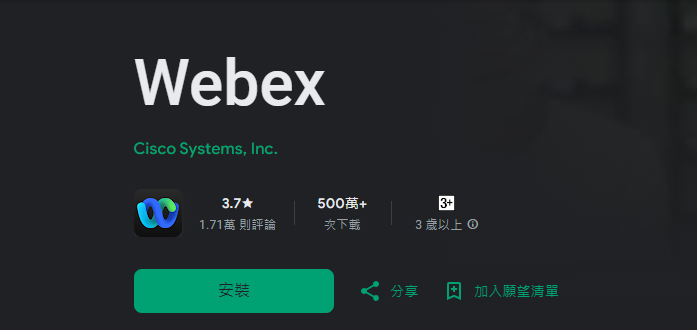 Webex
Cisco Systems, Inc.
3.7★
1.71萬 則評論
500萬+
次下載
3+
3 歲以上
安裝
分享
加入願望清單